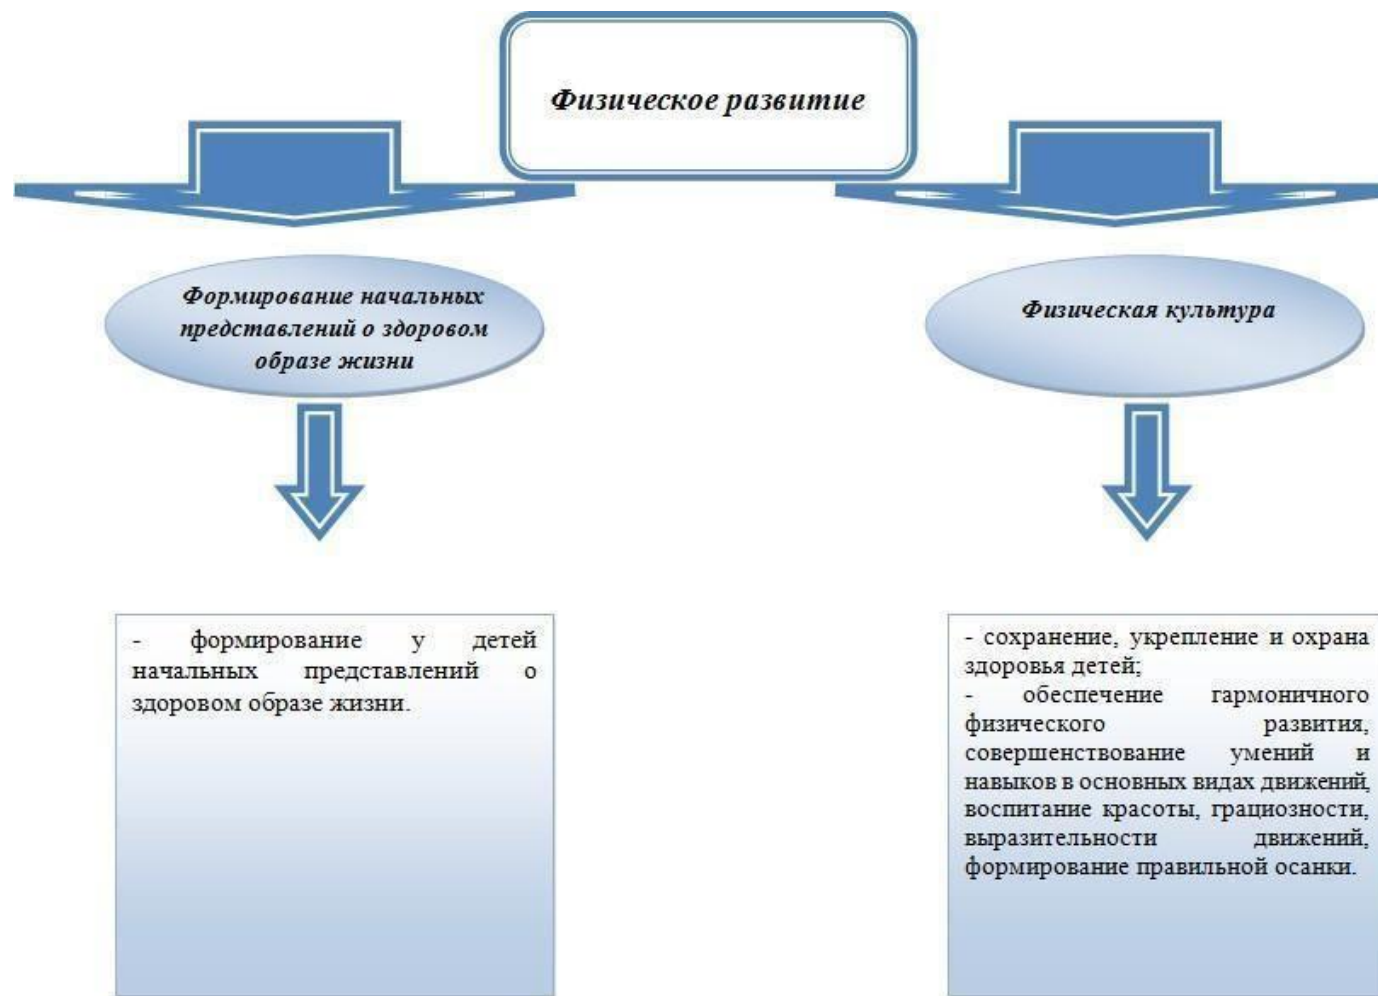 Физическое развитие
Формирование начальных
представлений о здоровом
образе жизни
Физическая культура
- формирование у детей
начальных представлений о
здоровом образе жизни.
- сохранение, укрепление и охрана
здоровья детей;
- обеспечение гармоничного
физического развития,
совершенствование умений и
навыков в основных видах движений,
воспитание красоты, грациозности,
выразительности движений,
формирование правильной осанки.